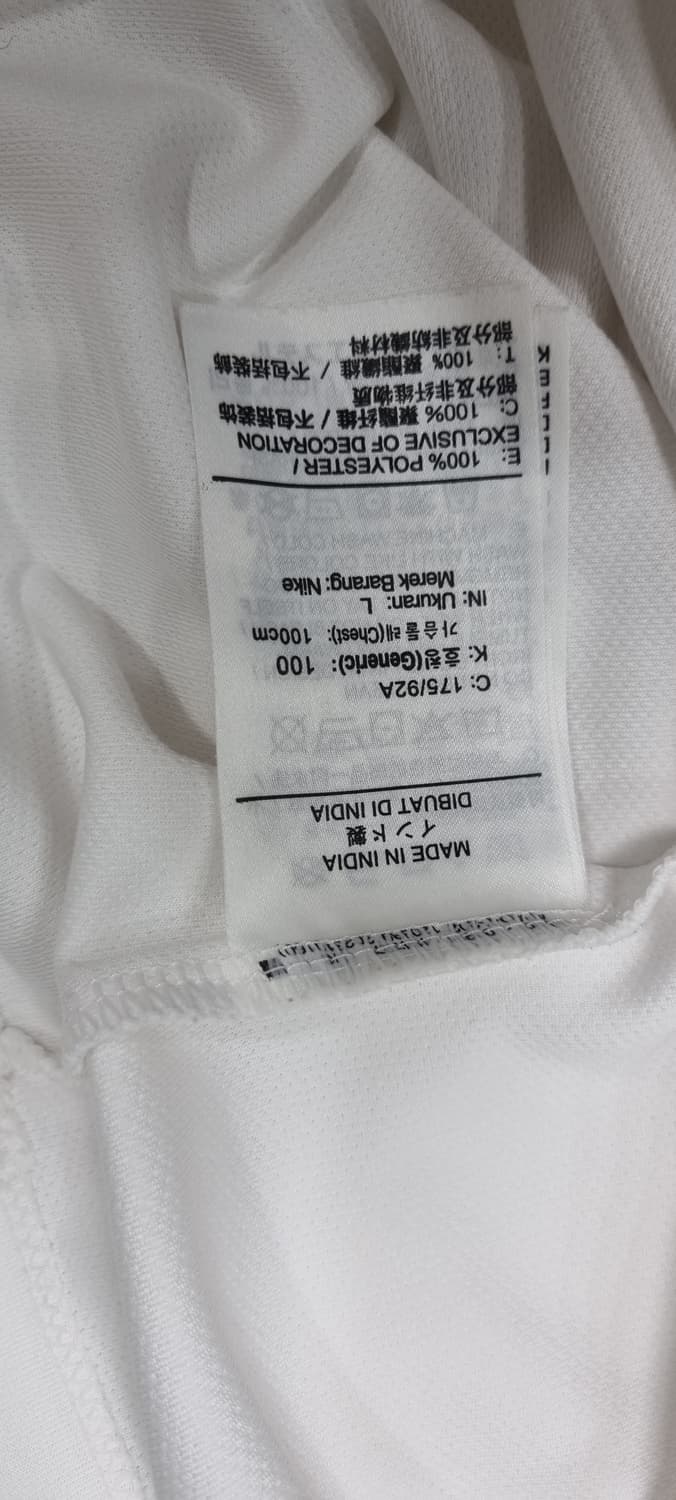 MADE IN INDIA
インド製
DIBUAT DI INDIA
C: 175/92A
K: 호칭(Generic): 100
가슴둘레(Chest): 100cm
IN: Ukuran: L
Merek Barang: Nike
E: 100% POLYESTER /
EXCLUSIVE OF DECORATION
C: 100% 聚酯纤维 / 不包括装饰
部分及非纤维物质
T: 100% 聚酯纖維 / 不包括裝飾
部分及非紡織材料